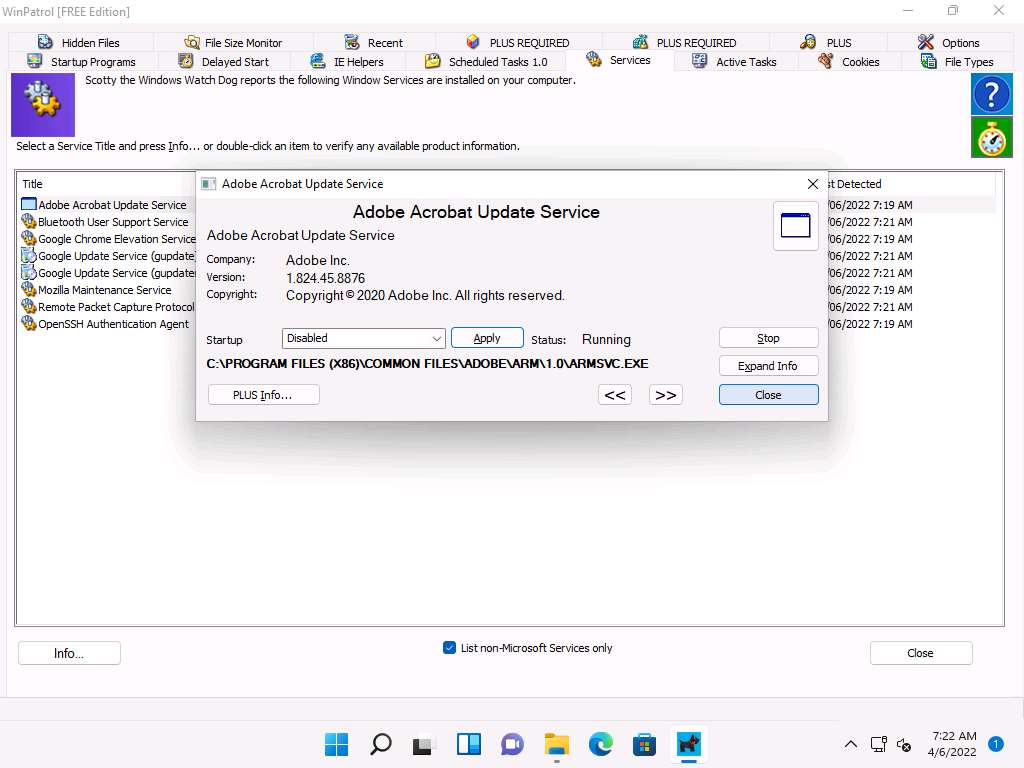 WinPatrol [FREE Edition]
Hidden Files
File Size Monitor
Recent
PLUS REQUIRED
PLUS REQUIRED
PLUS
Options
Startup Programs
Delayed Start
IE Helpers
Scheduled Tasks 1.0
Services
Active Tasks
Cookies
File Types
Scotty the Windows Watch Dog reports the following Window Services are installed on your computer.
Select a Service Title and press Info... or double-click an item to verify any available product information.
Title
st Detected
Adobe Acrobat Update Service
/06/2022 7:19 AM
Bluetooth User Support Service
/06/2022 7:21 AM
Google Chrome Elevation Service
/06/2022 7:19 AM
Google Update Service (gupdate
/06/2022 7:21 AM
Google Update Service (gupdate
/06/2022 7:21 AM
Mozilla Maintenance Service
/06/2022 7:19 AM
Remote Packet Capture Protocol
/06/2022 7:21 AM
OpenSSH Authentication Agent
/06/2022 7:19 AM
Adobe Acrobat Update Service
Adobe Acrobat Update Service
Adobe Acrobat Update Service
Company: Adobe Inc.
Version: 1.824.45.8876
Copyright: Copyright © 2020 Adobe Inc. All rights reserved.
Startup Disabled Apply Status: Running Stop
C:\PROGRAM FILES (X86)\COMMON FILES\ADOBE\ARM\1.0\ARMSVC.EXE
Expand Info
PLUS Info... << >> Close
Info...
List non-Microsoft Services only
Close
7:22 AM
4/6/2022
1